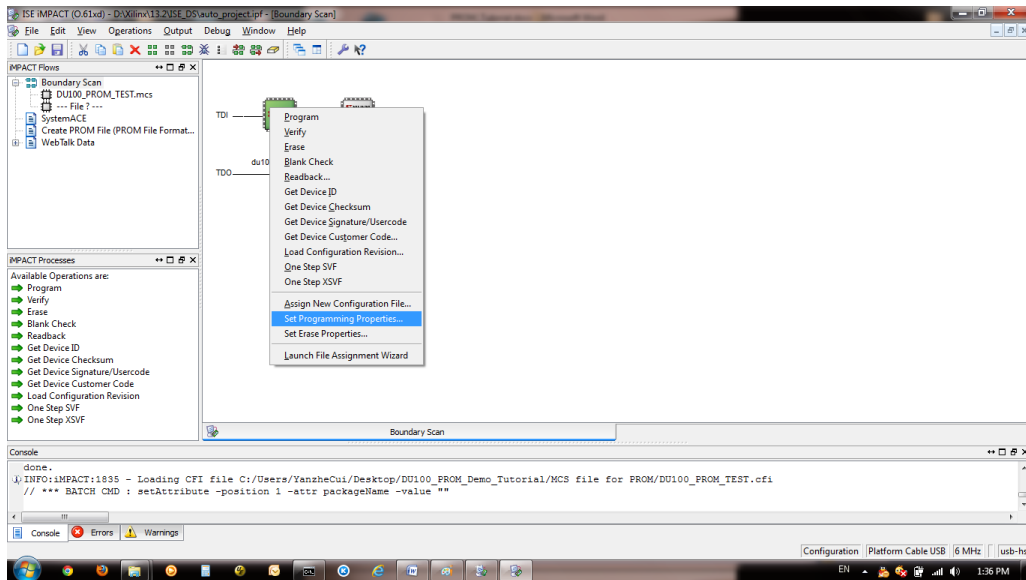 ISE iMPACT (O.61xd) - D:\Xilinx\13.2\ISE_DS\auto_project.ipf - [Boundary Scan]
File Edit View Operations Output Debug Window Help
iMPACT Flows
Boundary Scan
DU100_PROM_TEST.mcs
--- File ? ---
SystemACE
Create PROM File (PROM File Format...
WebTalk Data
TDI
TDO
du10
Program
Verify
Erase
Blank Check
Readback...
Get Device ID
Get Device Checksum
Get Device Signature/Usercode
Get Device Customer Code...
Load Configuration Revision...
One Step SVF
One Step XSVF
Assign New Configuration File...
Set Programming Properties...
Set Erase Properties...
Launch File Assignment Wizard
iMPACT Processes
Available Operations are:
Program
Verify
Erase
Blank Check
Readback
Get Device ID
Get Device Checksum
Get Device Signature/Usercode
Get Device Customer Code
Load Configuration Revision
One Step SVF
One Step XSVF
Boundary Scan
Console
done.
INFO:iMPACT:1835 - Loading CFI file C:/Users/YanzheCui/Desktop/DU100_PROM_Demo_Tutorial/MCS file for PROM/DU100_PROM_TEST.cfi
// *** BATCH CMD : setAttribute -position 1 -attr packageName -value ""
Console Errors Warnings
Configuration Platform Cable USB 6 MHz usb-hs
EN 1:36 PM